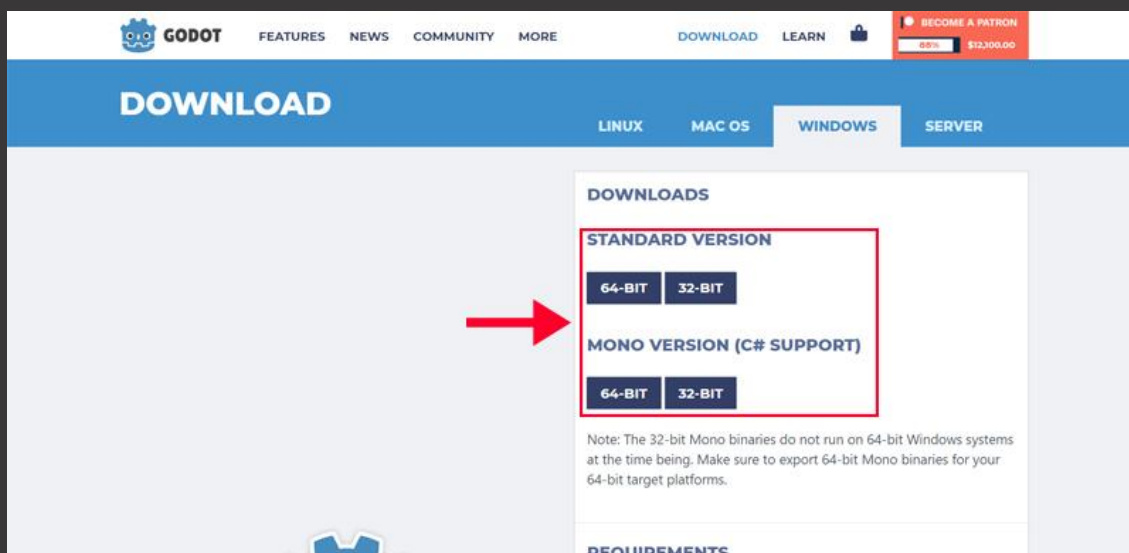 GODOT FEATURES NEWS COMMUNITY MORE DOWNLOAD LEARN BECOME A PATRON
88% $12,100.00
DOWNLOAD
LINUX MAC OS WINDOWS SERVER
DOWNLOADS
STANDARD VERSION
64-BIT 32-BIT
MONO VERSION (C# SUPPORT)
64-BIT 32-BIT
Note: The 32-bit Mono binaries do not run on 64-bit Windows systems
at the time being. Make sure to export 64-bit Mono binaries for your
64-bit target platforms.
REQUIREMENTS